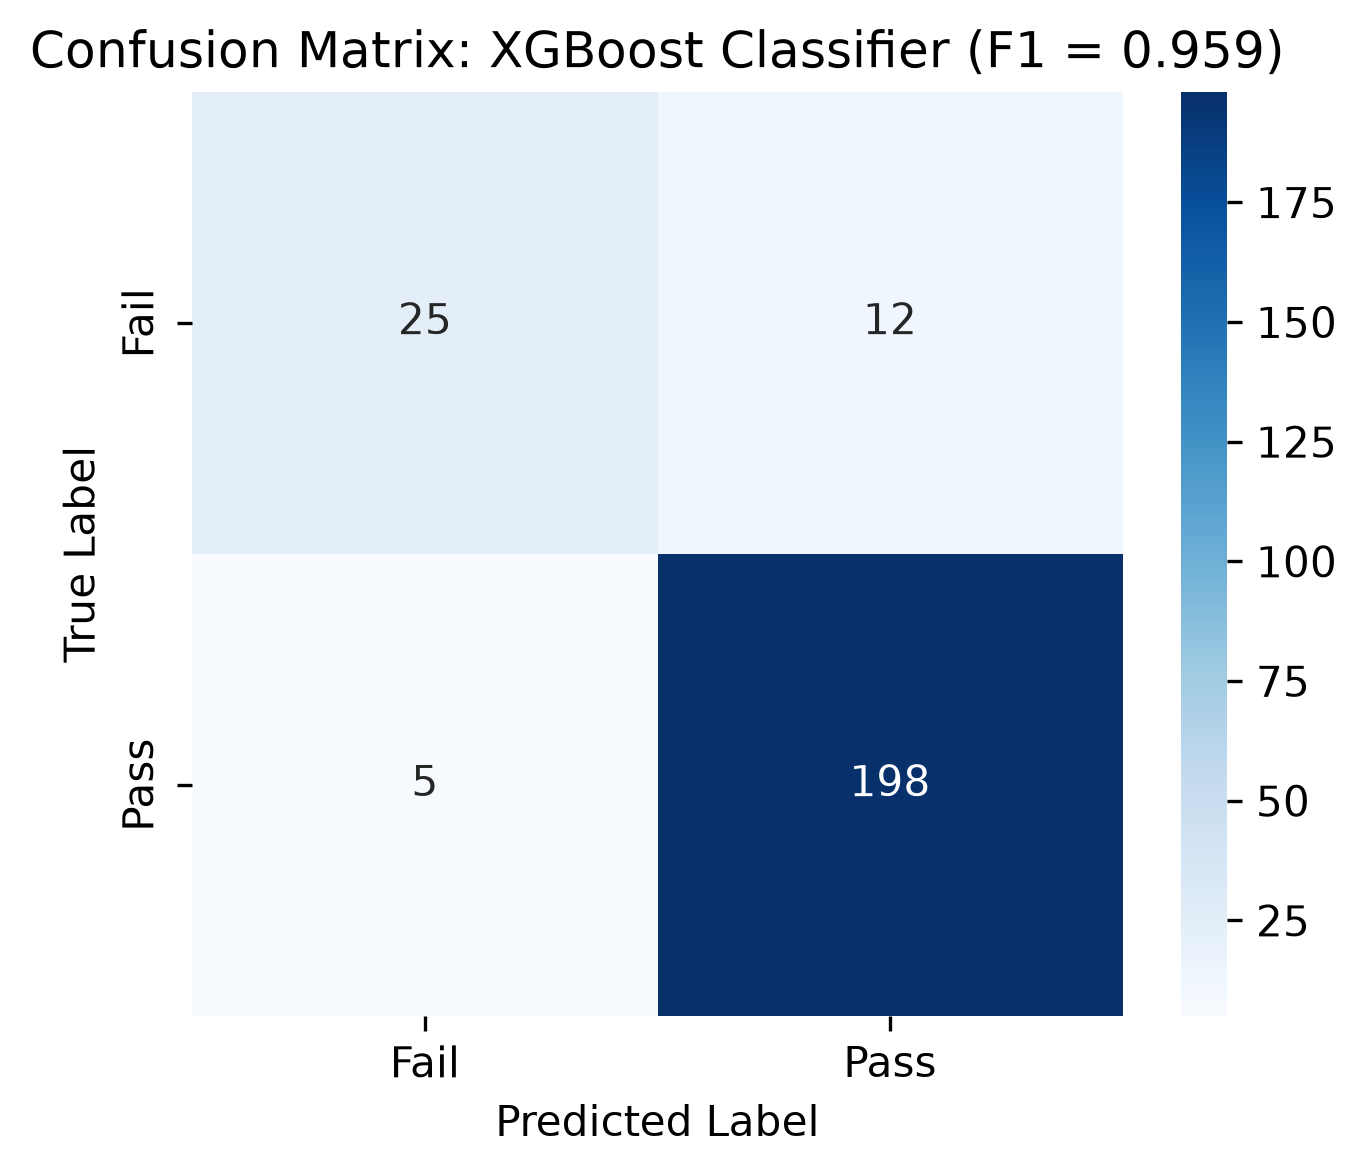 Confusion Matrix: XGBoost Classifier (F1 = 0.959)
True Label
Fail
25
12
Pass
5
198
Fail
Pass
Predicted Label
175
150
125
100
75
50
25